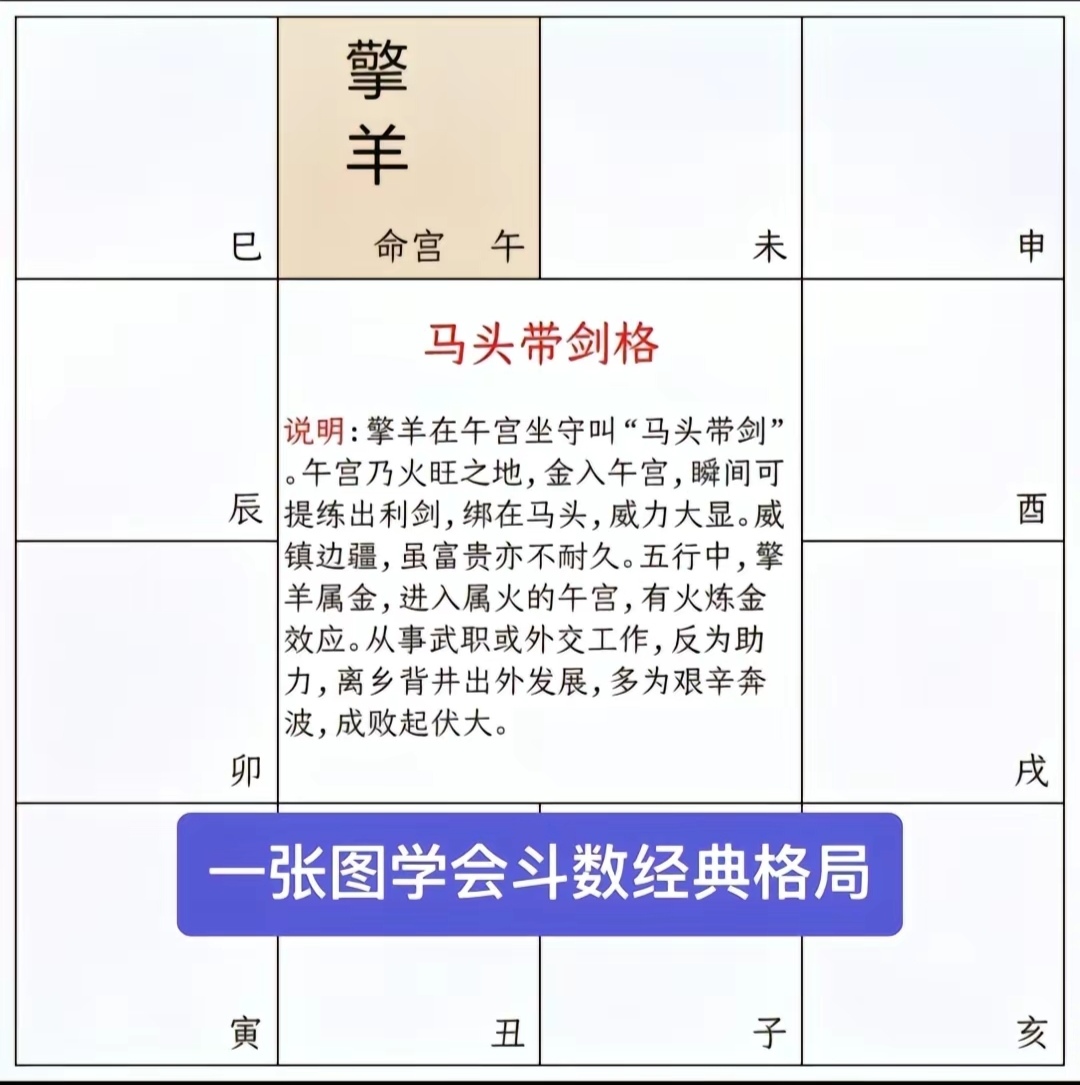 擎
羊
巳
命宫 午
未
申
马头带剑格
说明:擎羊在午宫坐守叫“马头带剑”
。午宫乃火旺之地,金入午宫,瞬间可
提练出利剑,绑在马头,威力大显。威
镇边疆,虽富贵亦不耐久。五行中,擎
羊属金,进入属火的午宫,有火炼金
效应。从事武职或外交工作,反为助
力,离乡背井出外发展,多为艰辛奔
波,成败起伏大。
辰
酉
卯
戌
一张图学会斗数经典格局
寅
丑
子
亥